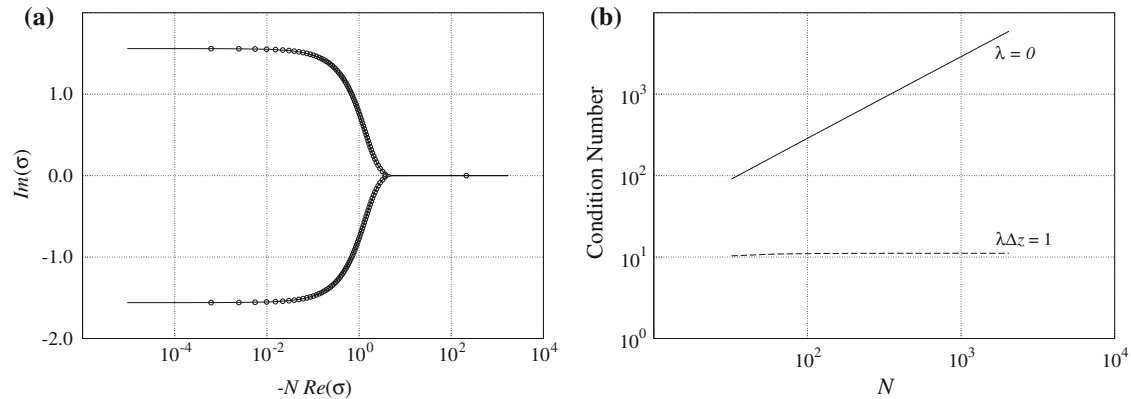 (a)
1.0
0.0
-1.0
-2.0
Im(σ)
10^-4
10^-2
10^0
10^2
10^4
-N Re(σ)
(b)
10^3
10^2
10^1
10^0
Condition Number
λ = 0
λΔz = 1
10^2
10^3
10^4
N